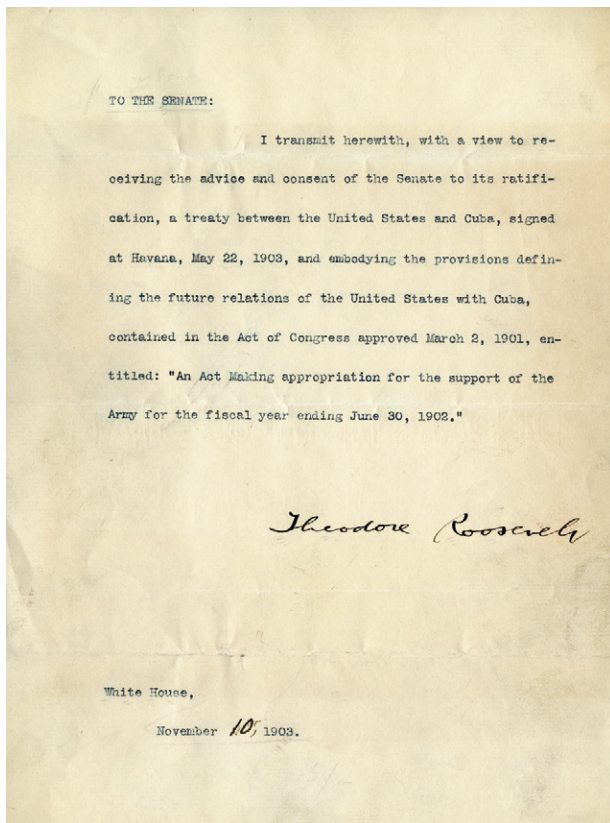 TO THE SENATE:
I transmit herewith, with a view to re-
ceiving the advice and consent of the Senate to its ratifi-
cation, a treaty between the United States and Cuba, signed
at Havana, May 22, 1903, and embodying the provisions defin-
ing the future relations of the United States with Cuba,
contained in the Act of Congress approved March 2, 1901, en-
titled: "An Act Making appropriation for the support of the
Army for the fiscal year ending June 30, 1902."
Theodore Roosevelt
White House,
November 10, 1903.